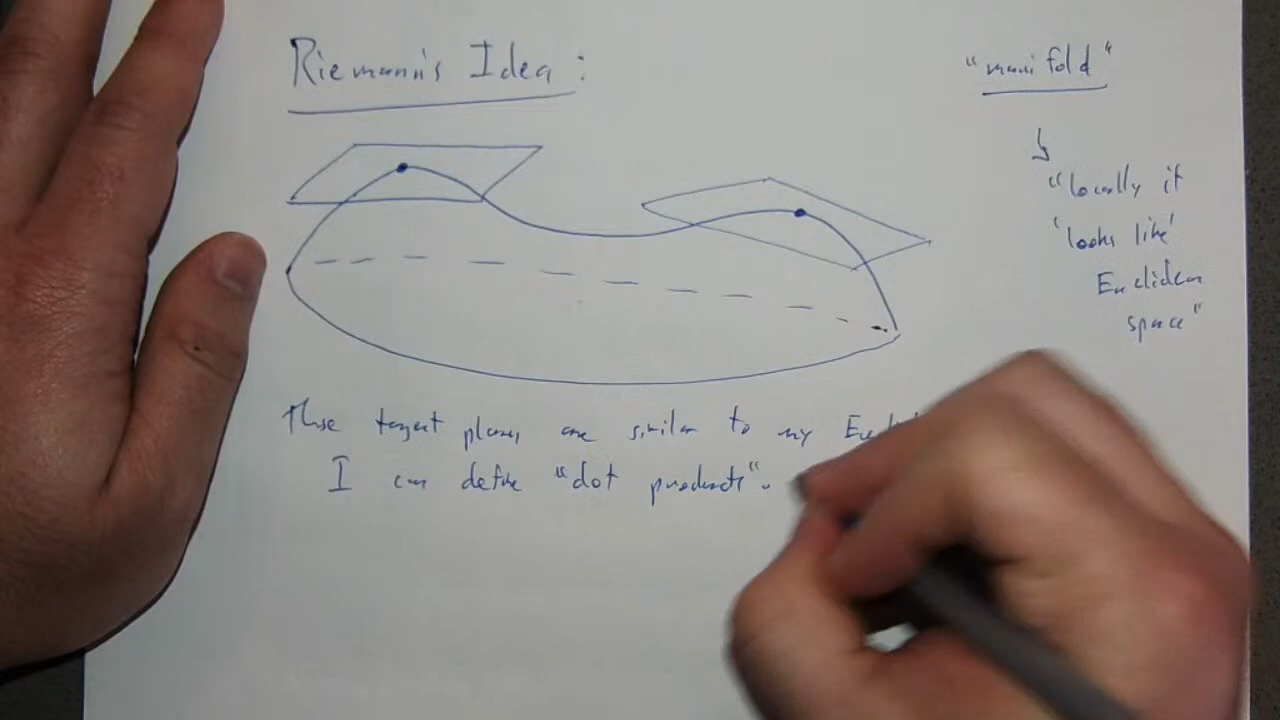 Riemann's Idea:
"manifold"
"locally it
'looks like'
Euclidean
space"
These tangent planes are similar to my
I can define "dot products".